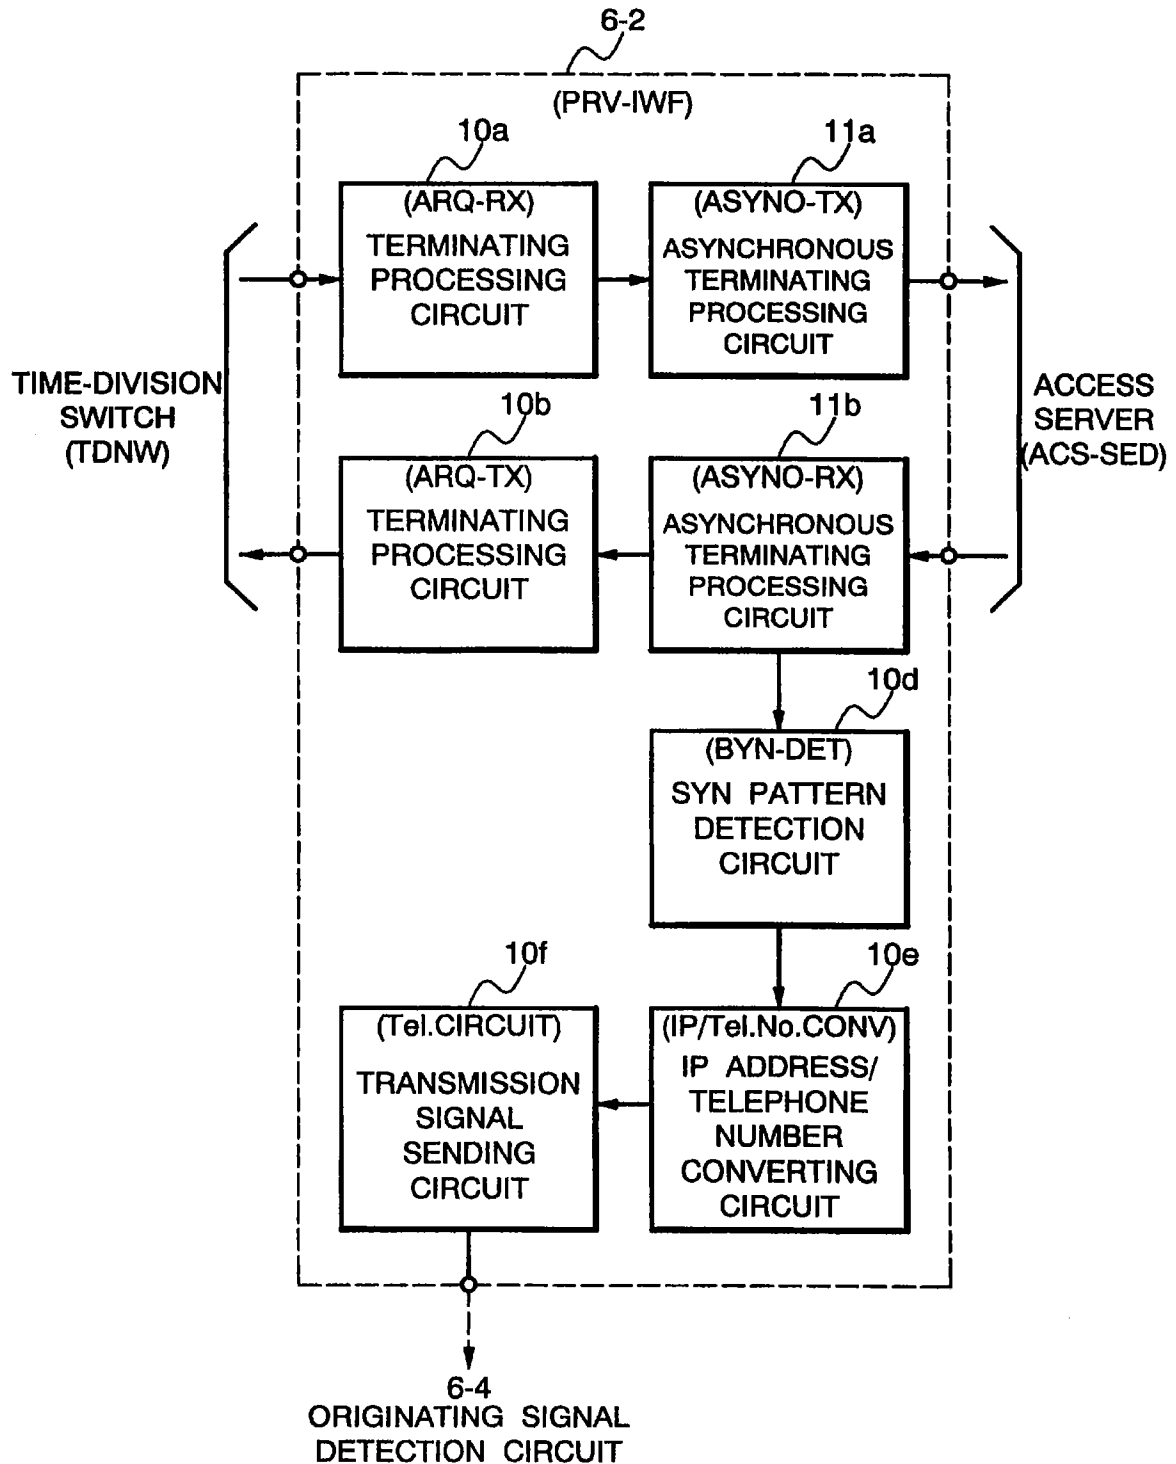 6-2
(PRV-IWF)
10a
11a
(ARQ-RX)
TERMINATING
PROCESSING
CIRCUIT
(ASYNO-TX)
ASYNCHRONOUS
TERMINATING
PROCESSING
CIRCUIT
TIME-DIVISION
SWITCH
(TDNW)
ACCESS
SERVER
(ACS-SED)
10b
11b
(ARQ-TX)
TERMINATING
PROCESSING
CIRCUIT
(ASYNO-RX)
ASYNCHRONOUS
TERMINATING
PROCESSING
CIRCUIT
10d
(BYN-DET)
SYN PATTERN
DETECTION
CIRCUIT
10f
10e
(Tel.CIRCUIT)
TRANSMISSION
SIGNAL
SENDING
CIRCUIT
(IP/Tel.No.CONV)
IP ADDRESS/
TELEPHONE
NUMBER
CONVERTING
CIRCUIT
6-4
ORIGINATING SIGNAL
DETECTION CIRCUIT